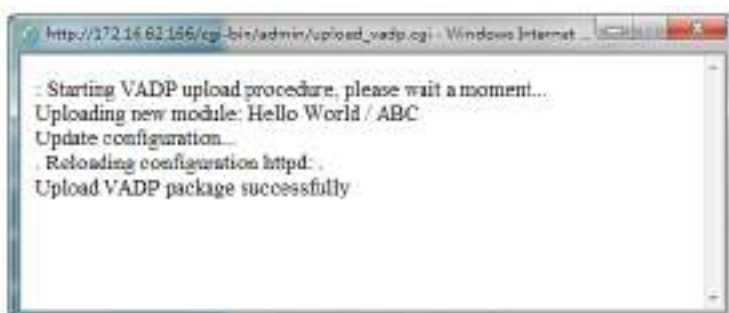 http://172.16.62.166/cgi-bin/admin/upload_vadp.cgi - Windows Internet ...
: Starting VADP upload procedure, please wait a moment...
Uploading new module: Hello World / ABC
Update configuration...
. Reloading configuration httpd: .
Upload VADP package successfully